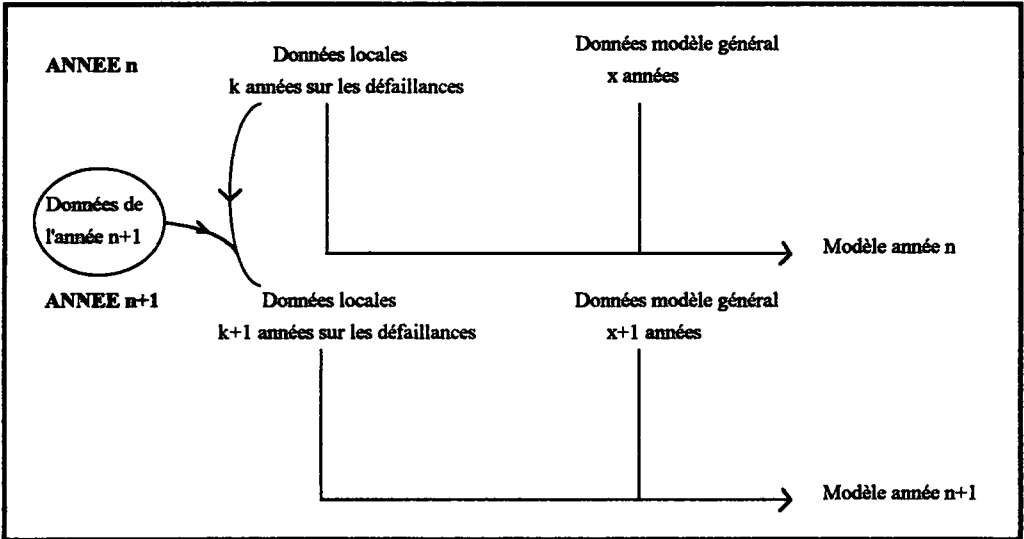 ANNEE n
Données locales
k années sur les défaillances
Données modèle général
x années
Données de
l'année n+1
Modèle année n
ANNEE n+1
Données locales
k+1 années sur les défaillances
Données modèle général
x+1 années
Modèle année n+1